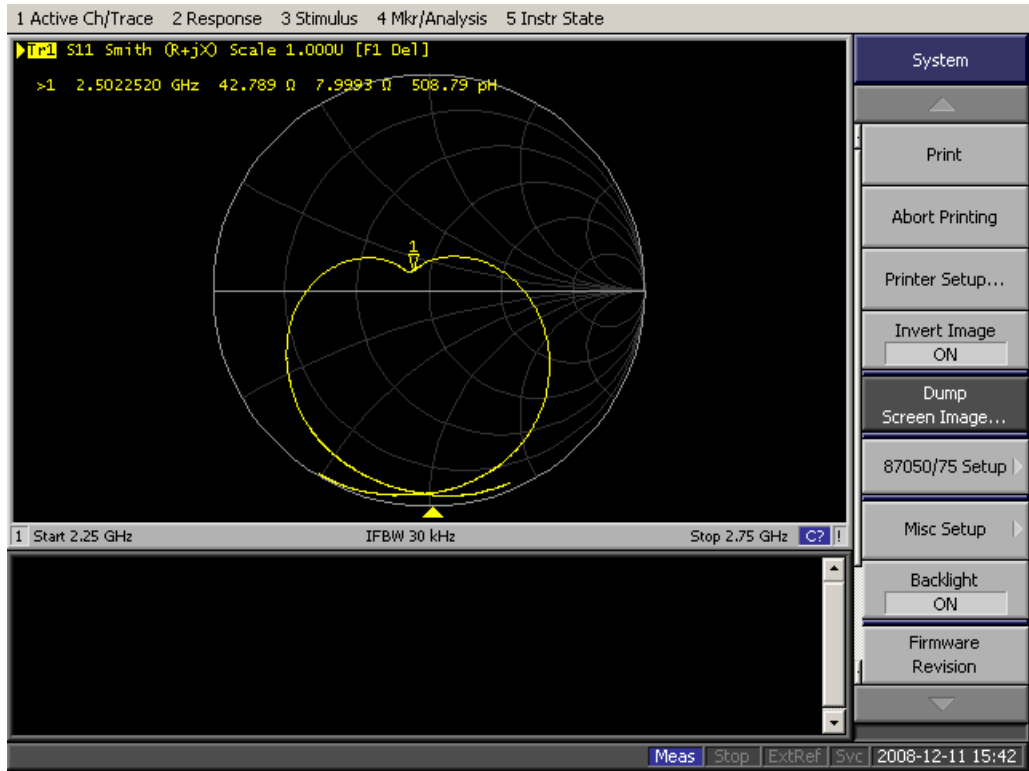 1 Active Ch/Trace 2 Response 3 Stimulus 4 Mkr/Analysis 5 Instr State
Tr1 S11 Smith (R+jX) Scale 1.000U [F1 Del]
>1 2.5022520 GHz 42.789 Ω 7.9993 Ω 508.79 pH
1
1 Start 2.25 GHz IFBW 30 kHz Stop 2.75 GHz C? !
System
Print
Abort Printing
Printer Setup...
Invert Image
ON
Dump
Screen Image...
87050/75 Setup
Misc Setup
Backlight
ON
Firmware
Revision
Meas Stop ExtRef Svc 2008-12-11 15:42